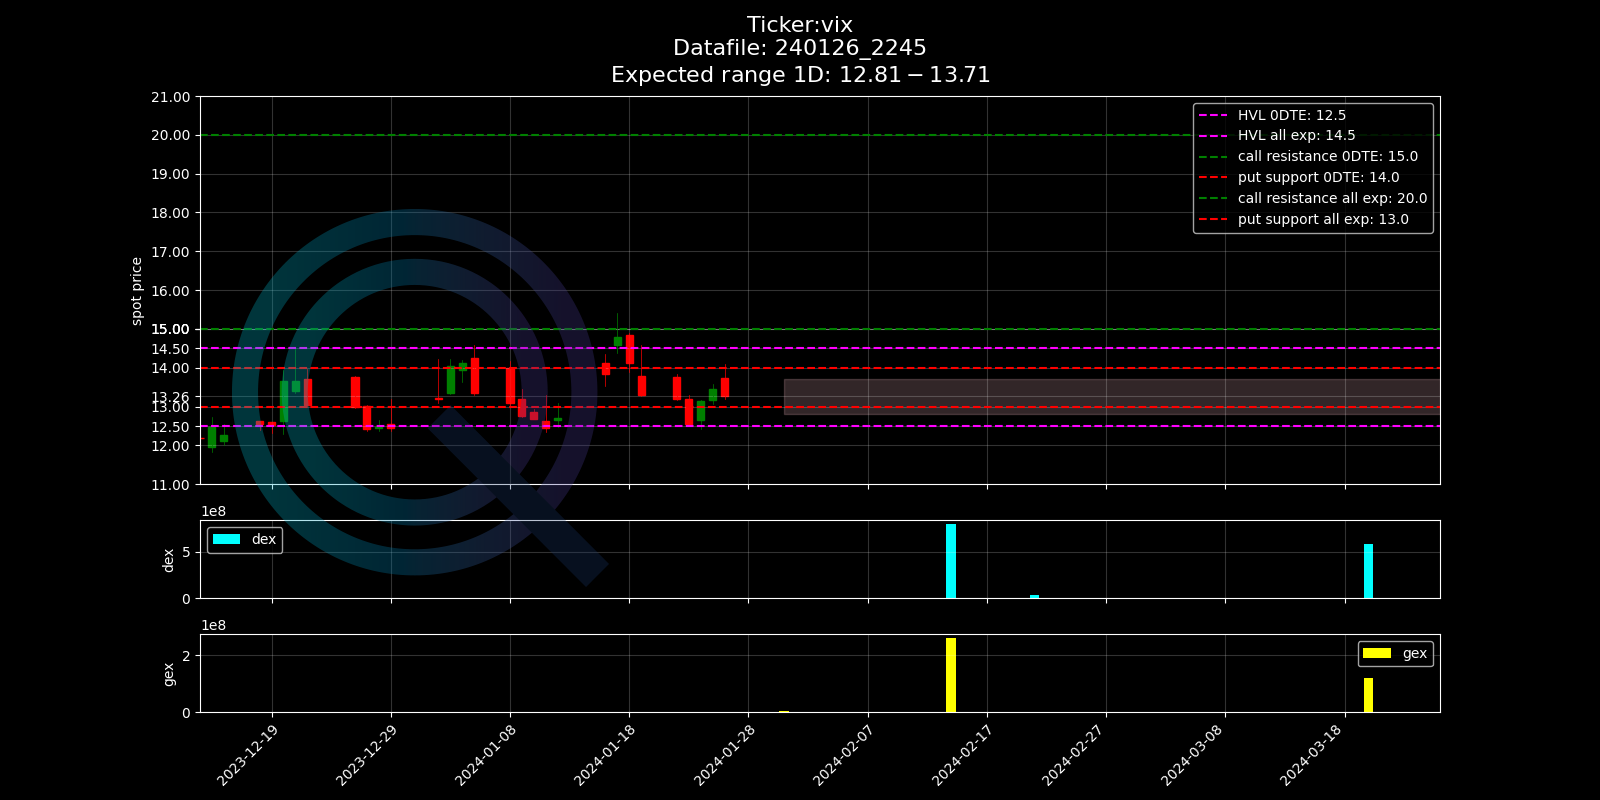 Ticker:vix
Datafile: 240126_2245
Expected range 1D: 12.81 − 13.71
21.00
20.00
19.00
18.00
17.00
16.00
15.00
14.50
14.00
13.26
13.00
12.50
12.00
11.00
spot price
HVL 0DTE: 12.5
HVL all exp: 14.5
call resistance 0DTE: 15.0
put support 0DTE: 14.0
call resistance all exp: 20.0
put support all exp: 13.0
1e8
5
0
dex
dex
1e8
2
0
gex
gex
2023-12-19
2023-12-29
2024-01-08
2024-01-18
2024-01-28
2024-02-07
2024-02-17
2024-02-27
2024-03-08
2024-03-18